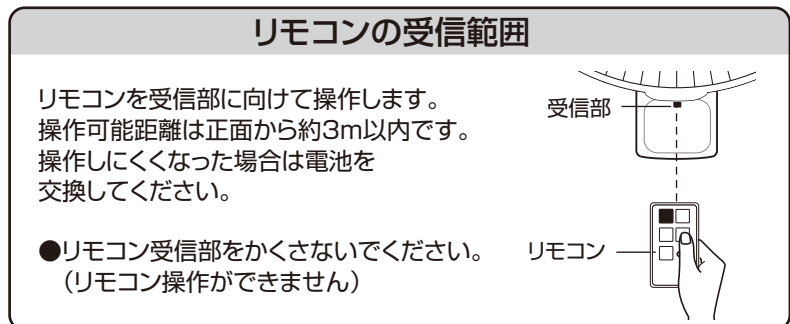 リモコンの受信範囲
リモコンを受信部に向けて操作します。
操作可能距離は正面から約3m以内です。
操作しにくくなった場合は電池を
交換してください。
●リモコン受信部をかくさないでください。
（リモコン操作ができません）
受信部
リモコン